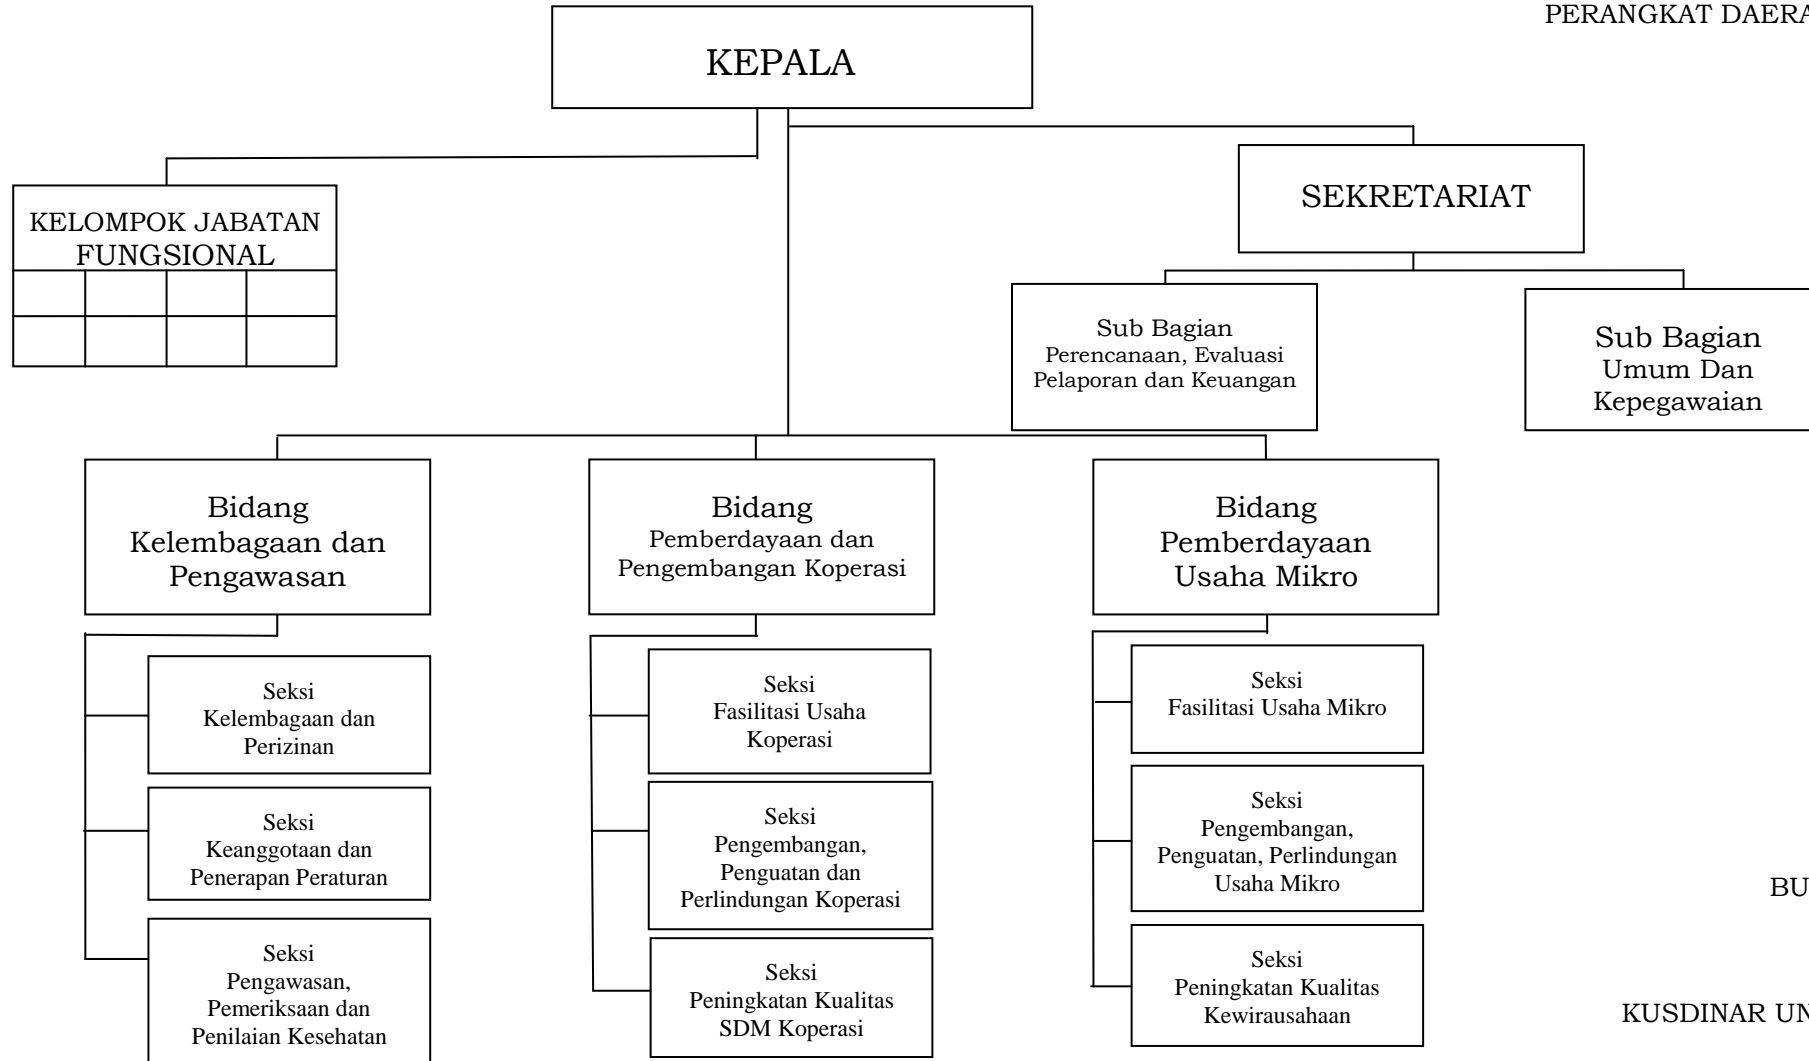 PERANGKAT DAERA
KEPALA
SEKRETARIAT
KELOMPOK JABATAN
FUNGSIONAL
Sub Bagian
Perencanaan, Evaluasi
Pelaporan dan Keuangan
Sub Bagian
Umum Dan
Kepegawaian
Bidang
Kelembagaan dan
Pengawasan
Bidang
Pemberdayaan dan
Pengembangan Koperasi
Bidang
Pemberdayaan
Usaha Mikro
Seksi
Kelembagaan dan
Perizinan
Seksi
Keanggotaan dan
Penerapan Peraturan
Seksi
Pengawasan,
Pemeriksaan dan
Penilaian Kesehatan
Seksi
Fasilitasi Usaha
Koperasi
Seksi
Pengembangan,
Penguatan dan
Perlindungan Koperasi
Seksi
Peningkatan Kualitas
SDM Koperasi
Seksi
Fasilitasi Usaha Mikro
Seksi
Pengembangan,
Penguatan, Perlindungan
Usaha Mikro
Seksi
Peningkatan Kualitas
Kewirausahaan
BU
KUSDINAR UN